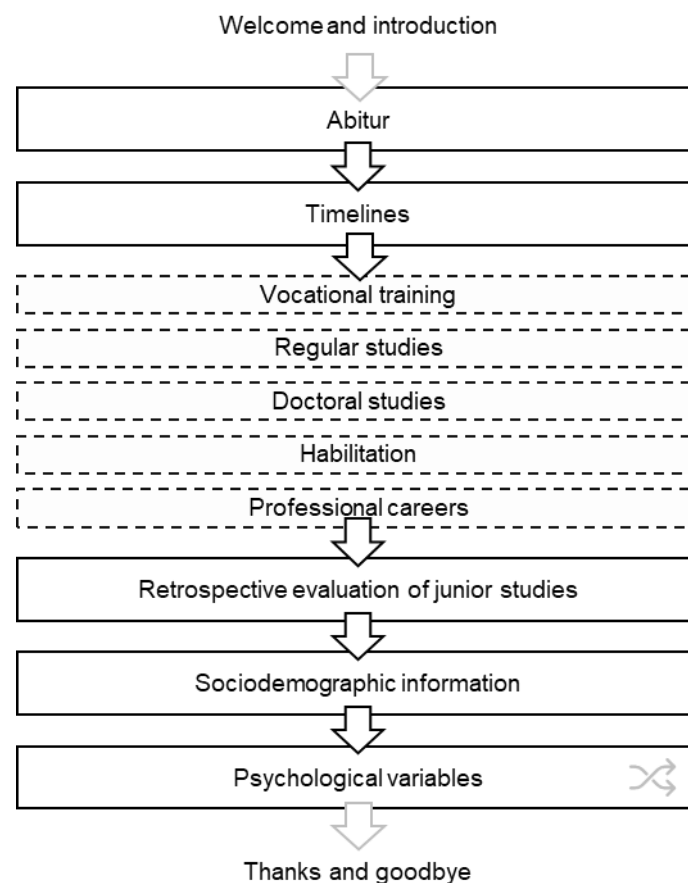 Welcome and introduction
Abitur
Timelines
Vocational training
Regular studies
Doctoral studies
Habilitation
Professional careers
Retrospective evaluation of junior studies
Sociodemographic information
Psychological variables
Thanks and goodbye